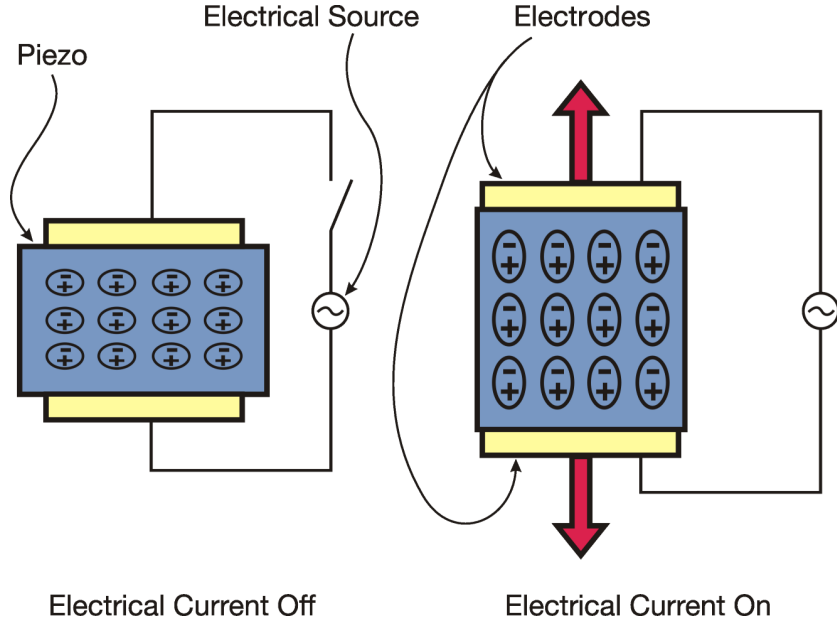 Electrical Source
Electrodes
Piezo
Electrical Current Off
Electrical Current On